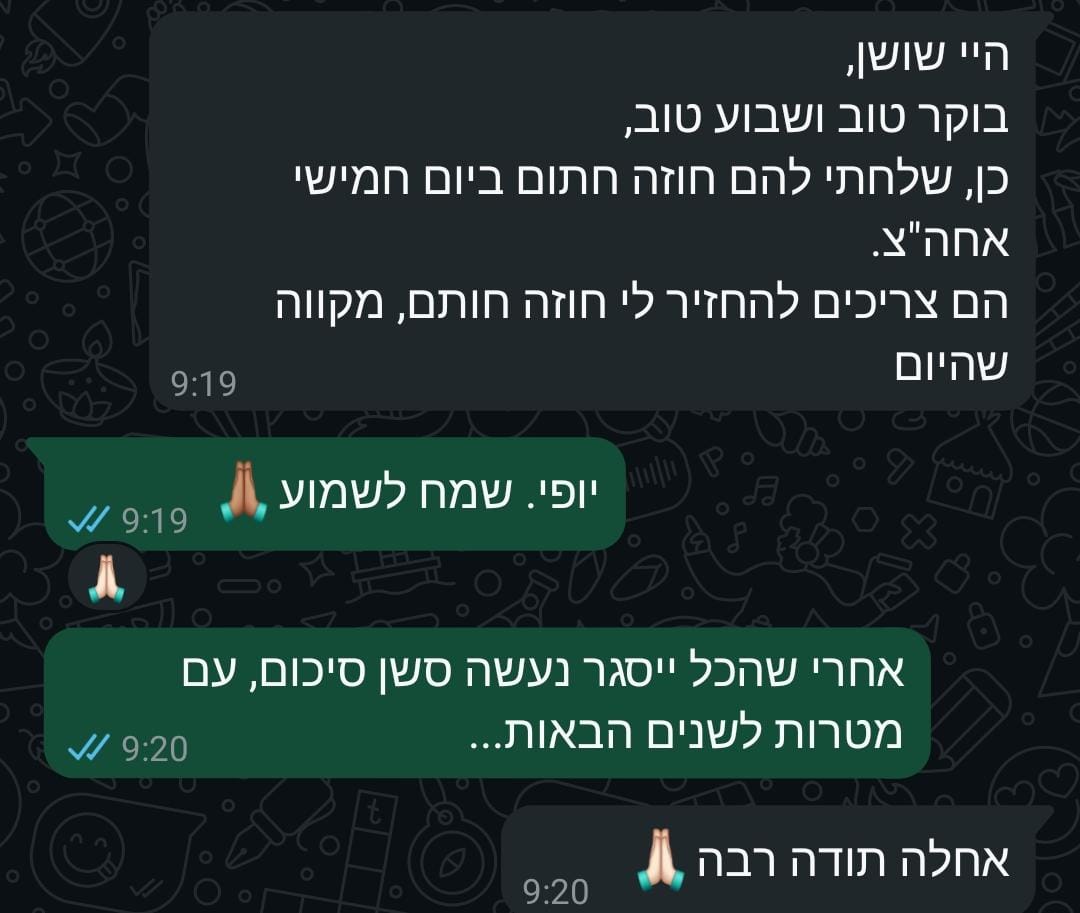 היי שושן,
בוקר טוב ושבוע טוב,
כן, שלחתי להם חוזה חתום ביום חמישי
אחה"צ.
הם צריכים להחזיר לי חוזה חותם, מקווה
שהיום
9:19
יופי. שמח לשמוע 🙏🏽
9:19
🙏🏻
אחרי שהכל ייסגר נעשה סשן סיכום, עם
מטרות לשנים הבאות...
9:20
אחלה תודה רבה 🙏🏻
9:20